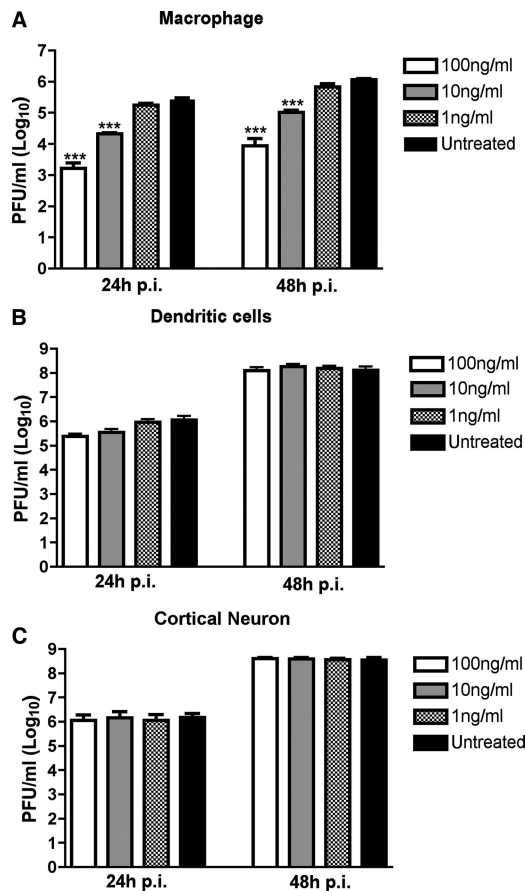 A
Macrophage
PFU/ml (Log10)
7
6
5
4
3
2
1
0
***
***
***
***
24h p.i.
48h p.i.
100ng/ml
10ng/ml
1ng/ml
Untreated
B
Dendritic cells
PFU/ml (Log10)
9
8
7
6
5
4
3
2
1
0
24h p.i.
48h p.i.
100ng/ml
10ng/ml
1ng/ml
Untreated
C
Cortical Neuron
PFU/ml (Log10)
9
8
7
6
5
4
3
2
1
0
24h p.i.
48h p.i.
100ng/ml
10ng/ml
1ng/ml
Untreated